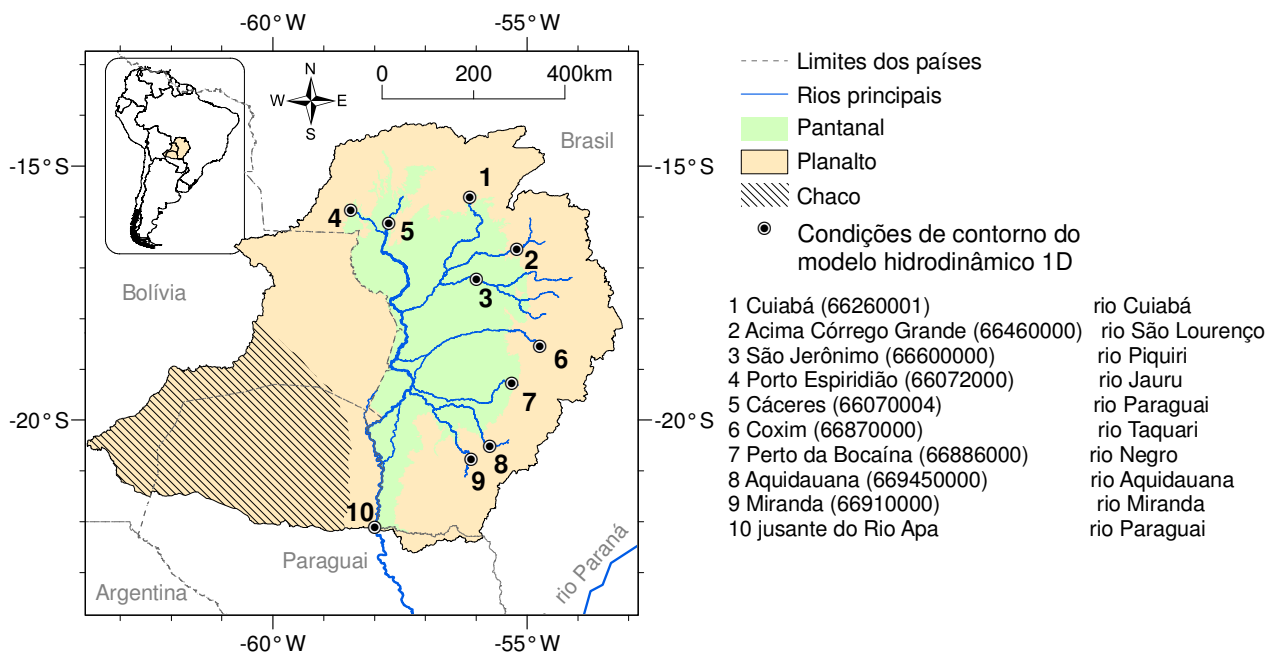 -60°W -55°W
N
W E
S
0 200 400km
Brasil
-15°S -15°S
1
4
5
2
3
Bolívia
6
7
-20°S -20°S
8
9
10
Paraguai
Argentina
rio Paraná
-60°W -55°W
Limites dos países
Rios principais
Pantanal
Planalto
Chaco
Condições de contorno do
modelo hidrodinâmico 1D
1 Cuiabá (66260001) rio Cuiabá
2 Acima Córrego Grande (66460000) rio São Lourenço
3 São Jerônimo (66600000) rio Piquiri
4 Porto Espiridião (66072000) rio Jauru
5 Cáceres (66070004) rio Paraguai
6 Coxim (66870000) rio Taquari
7 Perto da Bocaína (66886000) rio Negro
8 Aquidauana (669450000) rio Aquidauana
9 Miranda (66910000) rio Miranda
10 jusante do Rio Apa rio Paraguai